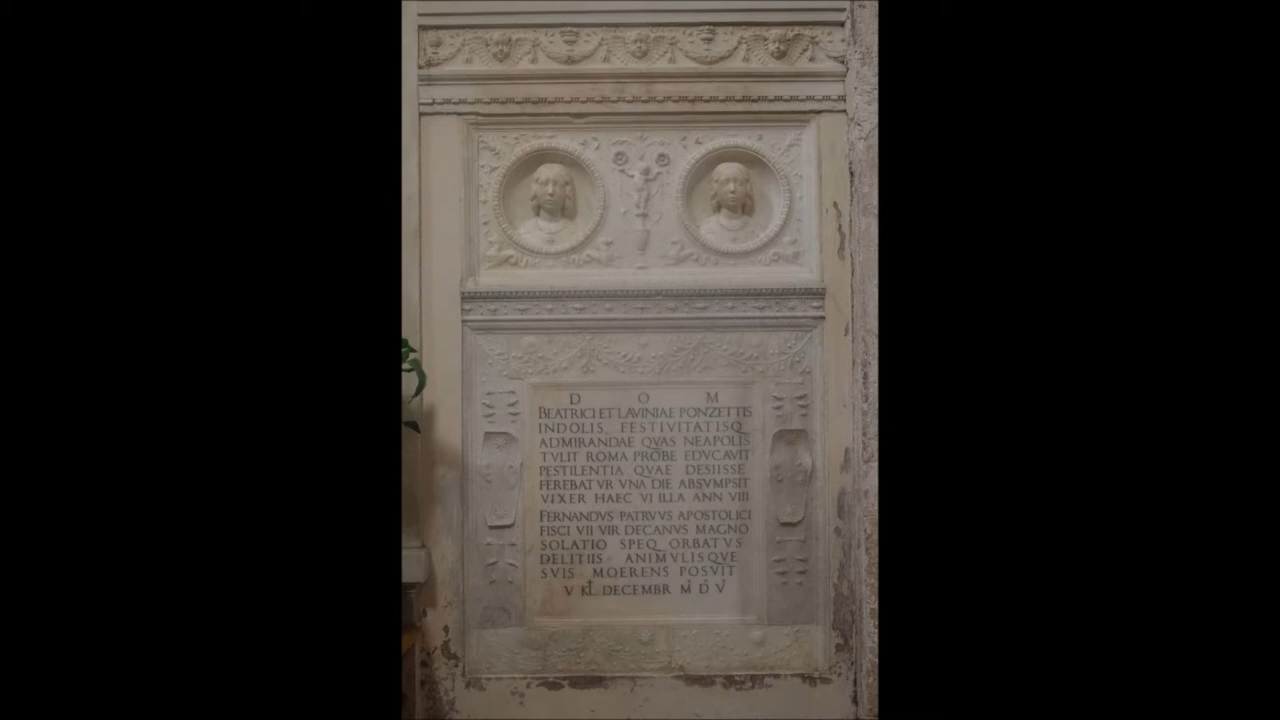 D O M
BEATRICI ET LAVINIAE PONZETTIS
INDOLIS FESTIVITATISQ
ADMIRANDAE QVAS NEAPOLIS
TVLIT ROMA PROBE EDVCAVIT
PESTILENTIA QVAE DESIISSE
FEREBATVR VNA DIE ABSVMPSIT
VIXER HAEC VI ILLA ANN VIII
FERNANDVS PATRVVS APOSTOLICI
FISCI VII VIR DECANVS MAGNO
SOLATIO SPEQ ORBATVS
DELITIIS ANIMVLISQVE
SVIS MOERENS POSVIT
V KL DECEMBR M D V